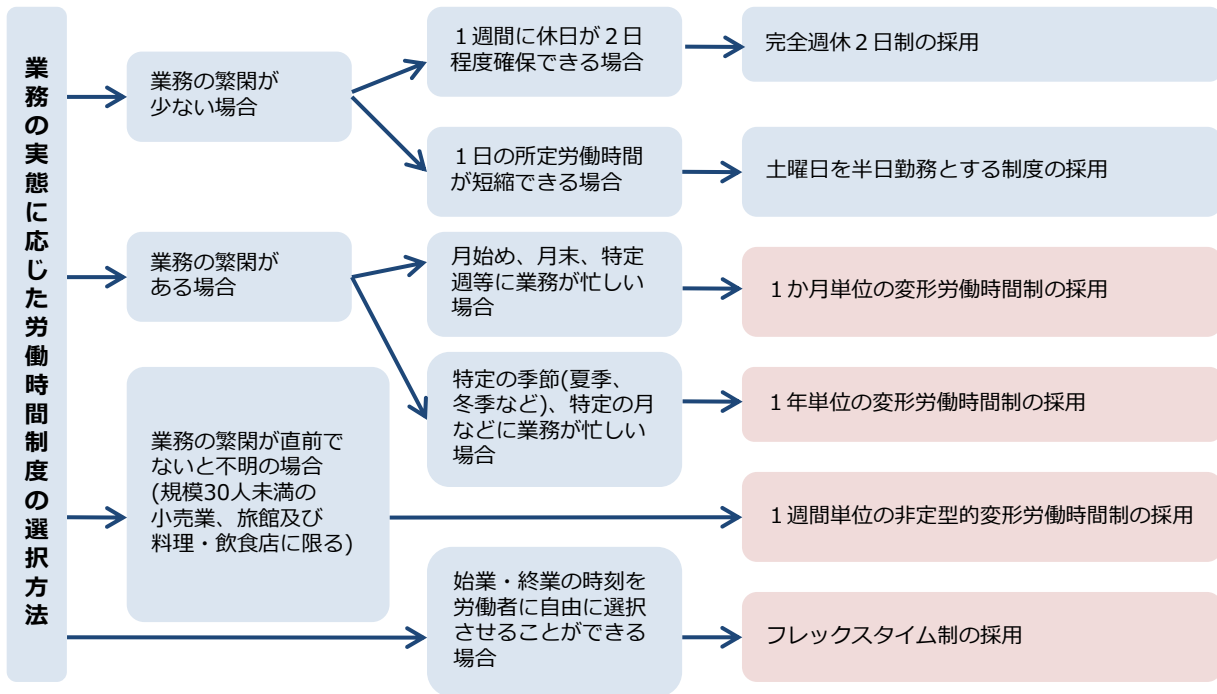 業務の実態に応じた労働時間制度の選択方法
業務の繁閑が
少ない場合
１週間に休日が２日
程度確保できる場合
完全週休２日制の採用
１日の所定労働時間
が短縮できる場合
土曜日を半日勤務とする制度の採用
業務の繁閑が
ある場合
月始め、月末、特定
週等に業務が忙しい
場合
１か月単位の変形労働時間制の採用
特定の季節(夏季、
冬季など)、特定の月
などに業務が忙しい
場合
１年単位の変形労働時間制の採用
業務の繁閑が直前で
ないと不明の場合
(規模30人未満の
小売業、旅館及び
料理・飲食店に限る)
１週間単位の非定型的変形労働時間制の採用
始業・終業の時刻を
労働者に自由に選択
させることができる
場合
フレックスタイム制の採用